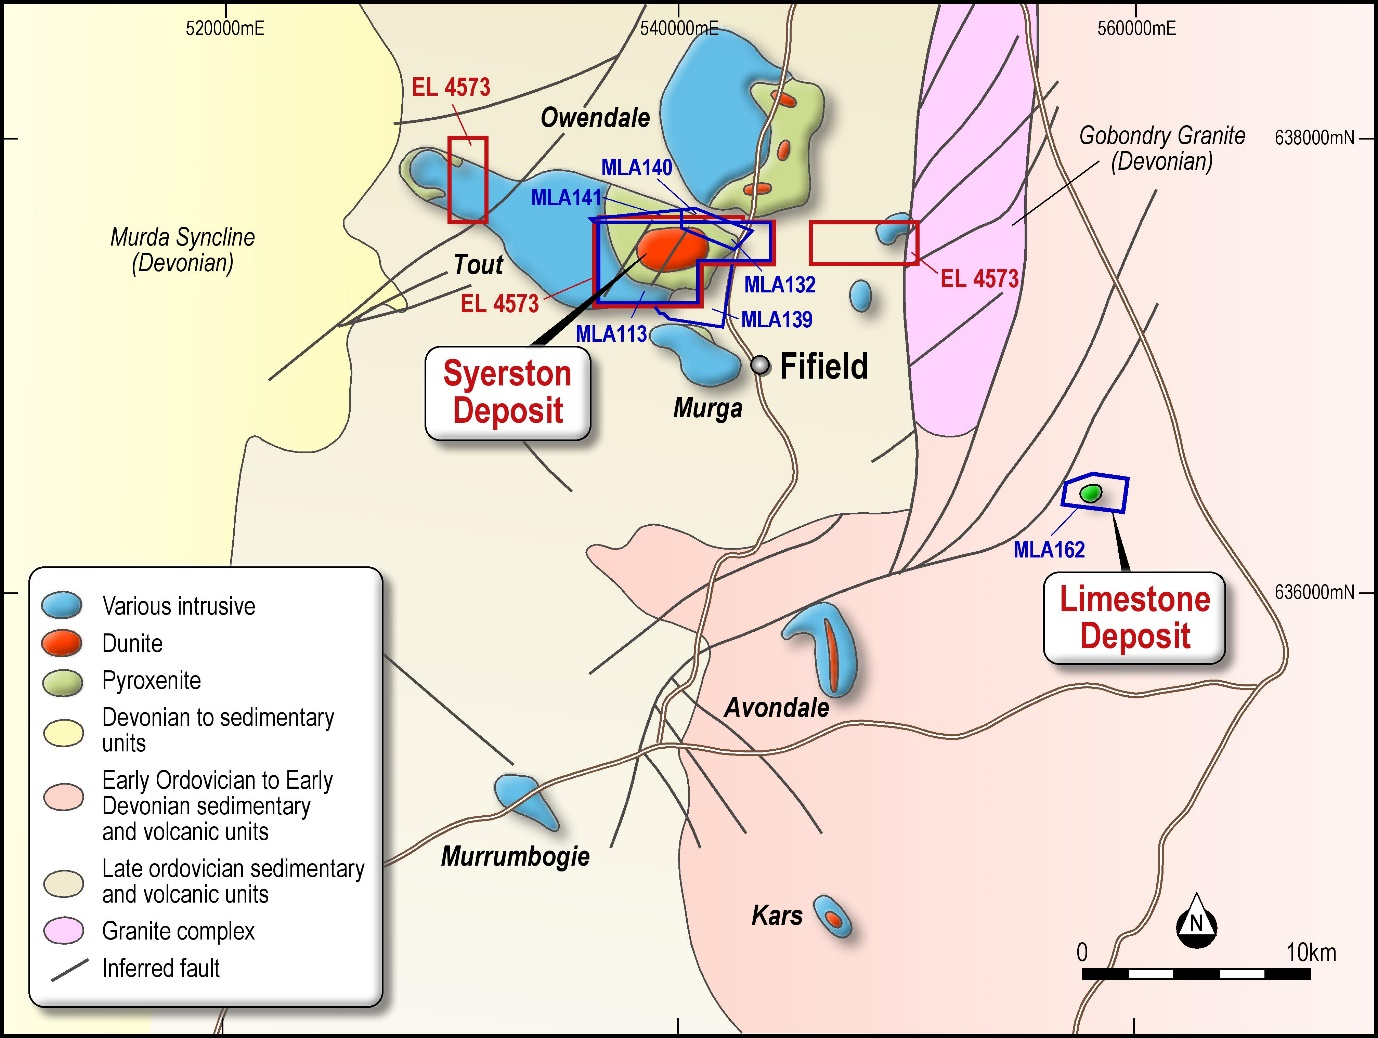 520000mE
540000mE
560000mE
EL 4573
Owendale
638000mN
Gobondry Granite
(Devonian)
MLA140
MLA141
Murda Syncline
(Devonian)
Tout
EL 4573
EL 4573
MLA132
MLA139
MLA113
Syerston
Deposit
Fifield
Murga
MLA162
Limestone
Deposit
636000mN
Avondale
Murrumbogie
Kars
Various intrusive
Dunite
Pyroxenite
Devonian to sedimentary
units
Early Ordovician to Early
Devonian sedimentary
and volcanic units
Late ordovician sedimentary
and volcanic units
Granite complex
Inferred fault
N
0
10km